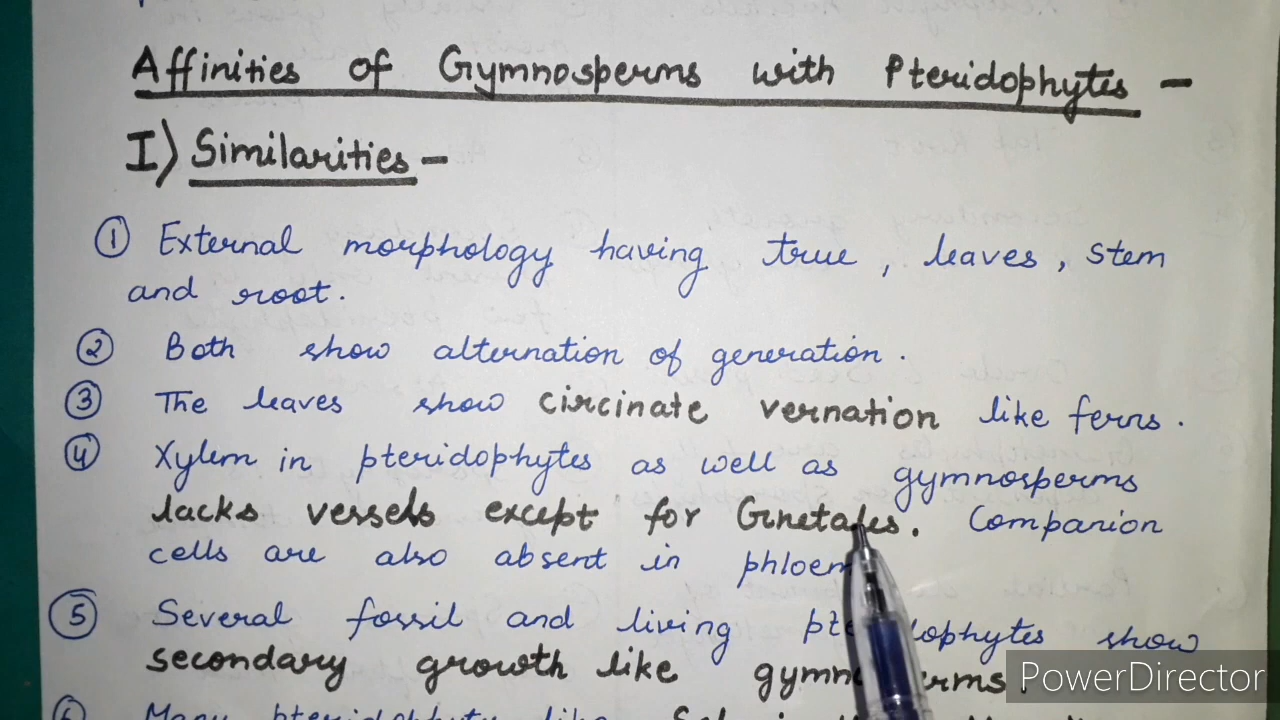 Affinities of Gymnosperms with Pteridophytes -
I) Similarities -
① External morphology having true, leaves, stem
and root.
② Both show alternation of generation.
③ The leaves show circinate vernation like ferns.
④ Xylem in pteridophytes as well as gymnosperms
lacks vessels except for Gnetales. Companion
cells are also absent in phloem
⑤ Several fossil and living show
secondary growth like
⑥ Many like
PowerDirector